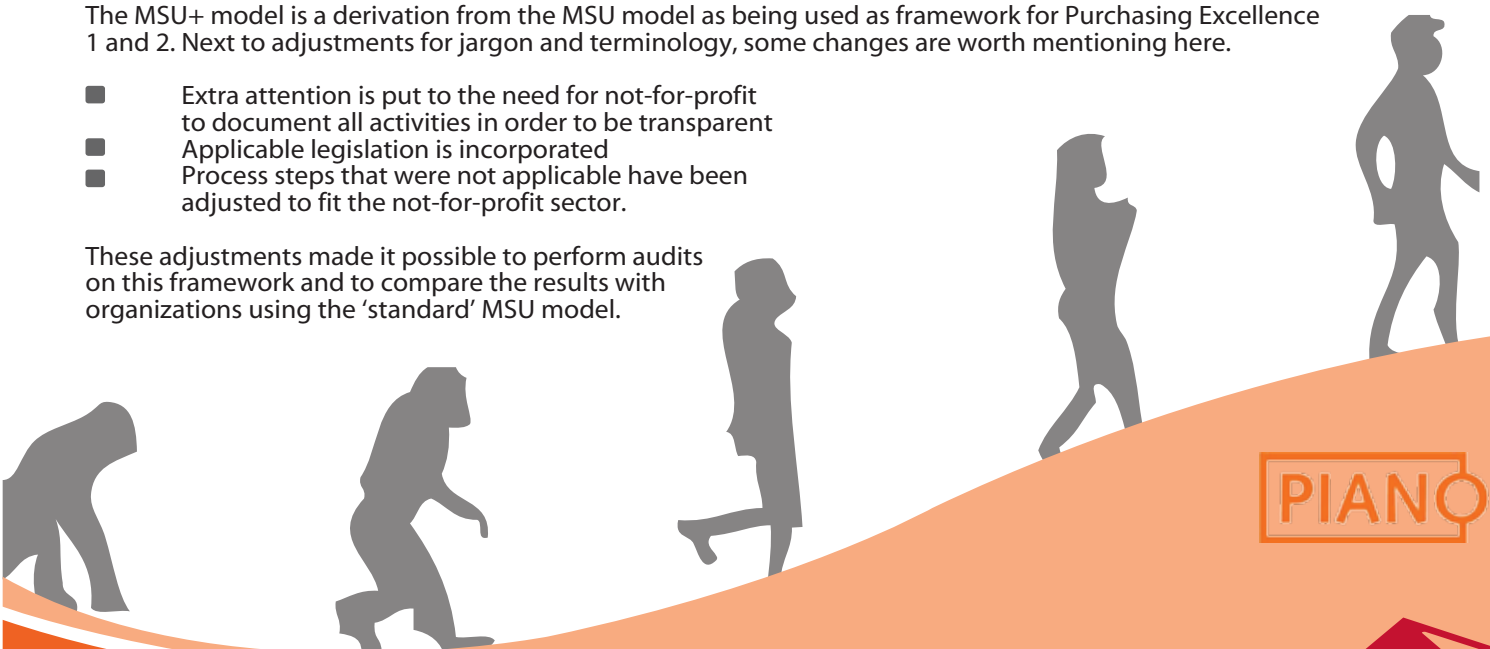 The MSU+ model is a derivation from the MSU model as being used as framework for Purchasing Excellence
1 and 2. Next to adjustments for jargon and terminology, some changes are worth mentioning here.
Extra attention is put to the need for not-for-profit
to document all activities in order to be transparent
Applicable legislation is incorporated
Process steps that were not applicable have been
adjusted to fit the not-for-profit sector.
These adjustments made it possible to perform audits
on this framework and to compare the results with
organizations using the ‘standard’ MSU model.
PIANO